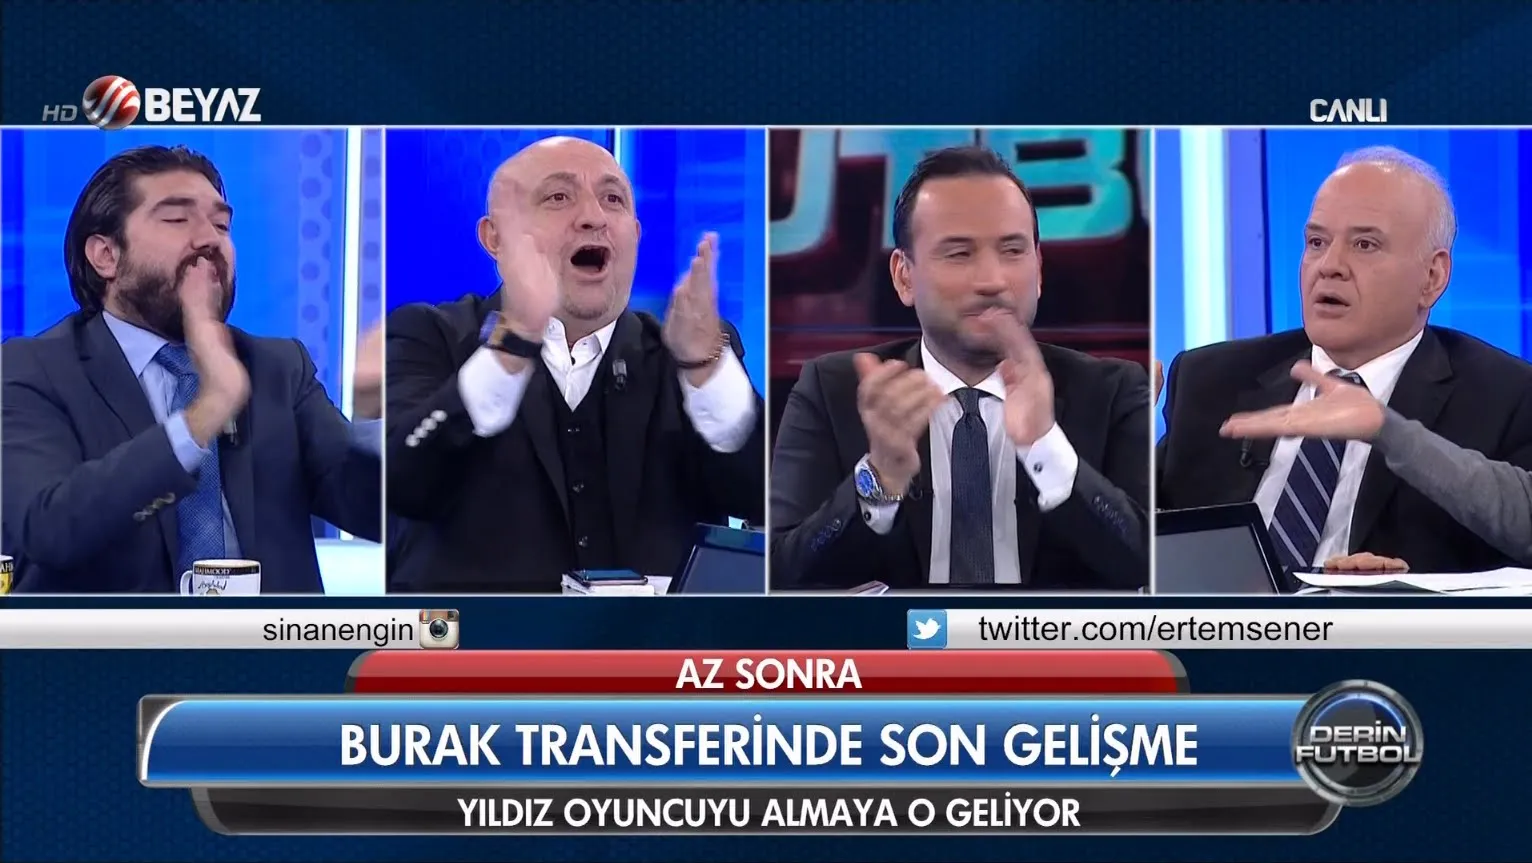 HD BEYAZ
CANLI
UTB
sinanengin
twitter.com/ertemsener
AZ SONRA
BURAK TRANSFERİNDE SON GELİŞME
DERİN
FUTBOL
YILDIZ OYUNCUYU ALMAYA O GELİYOR